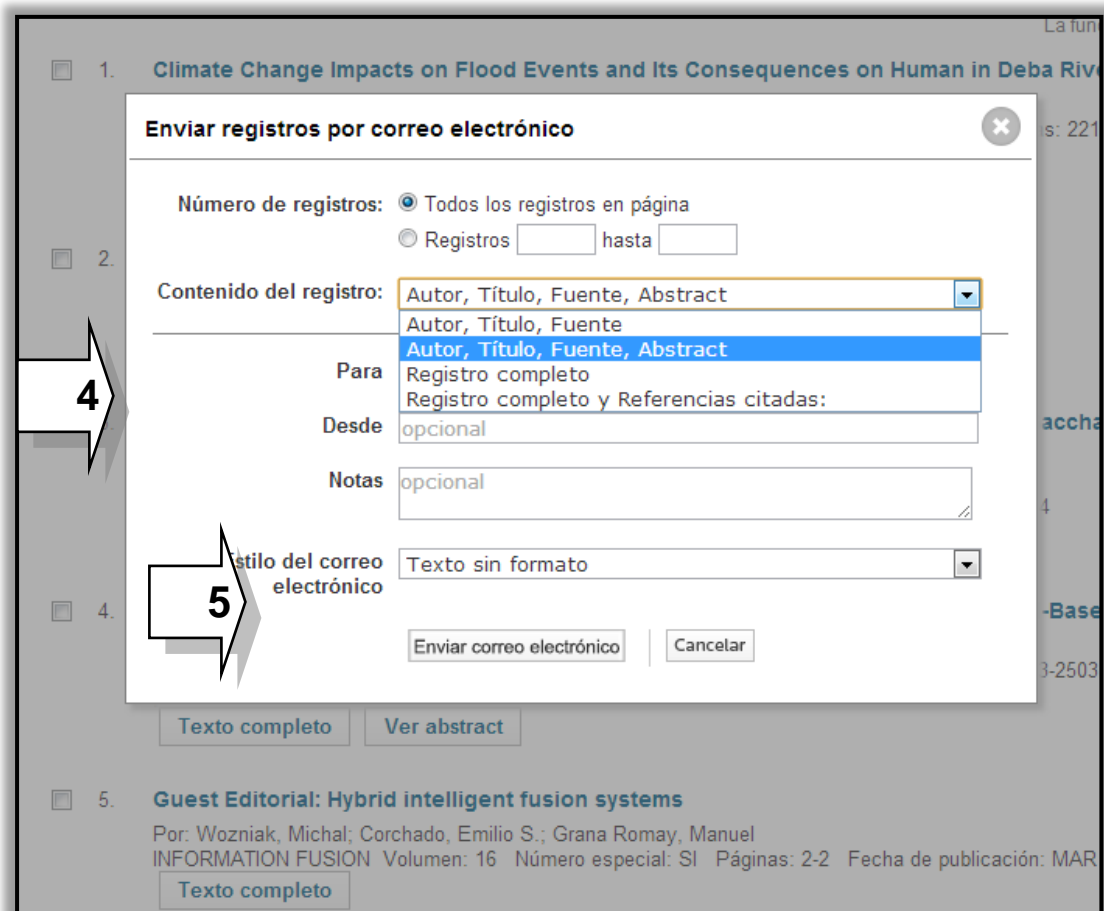 La fun
1. Climate Change Impacts on Flood Events and Its Consequences on Human in Deba Rive
Enviar registros por correo electrónico
s: 221
Número de registros: Todos los registros en página
Registros hasta
2.
Contenido del registro: Autor, Título, Fuente, Abstract
Autor, Título, Fuente
Autor, Título, Fuente, Abstract
Para
Registro completo
4
Registro completo y Referencias citadas:
Desde opcional
accha
Notas opcional
4
stilo del correo electrónico
Texto sin formato
5
4.
-Base
Enviar correo electrónico Cancelar
3-2503
Texto completo Ver abstract
5. Guest Editorial: Hybrid intelligent fusion systems
Por: Wozniak, Michal; Corchado, Emilio S.; Grana Romay, Manuel
INFORMATION FUSION Volumen: 16 Número especial: SI Páginas: 2-2 Fecha de publicación: MAR
Texto completo